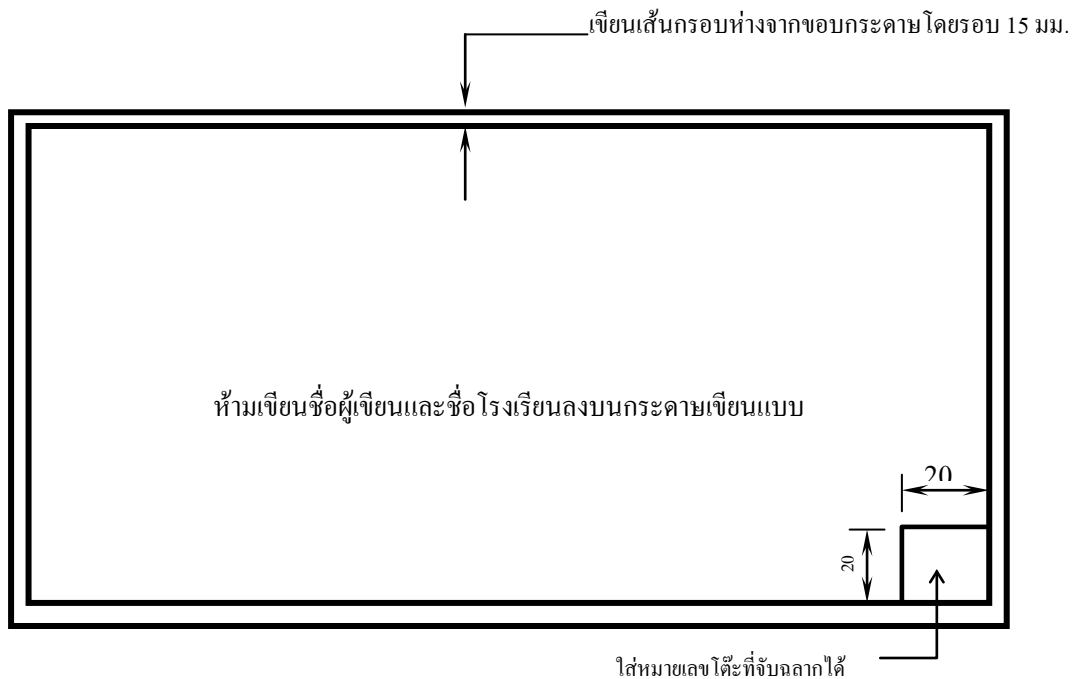 เขียนเส้นกรอบห่างจากขอบกระดาษโดยรอบ 15 มม.
ห้ามเขียนชื่อผู้เขียนและชื่อโรงเรียนลงบนกระดาษเขียนแบบ
20
20
ใส่หมายเลขโต๊ะที่จับฉลากได้